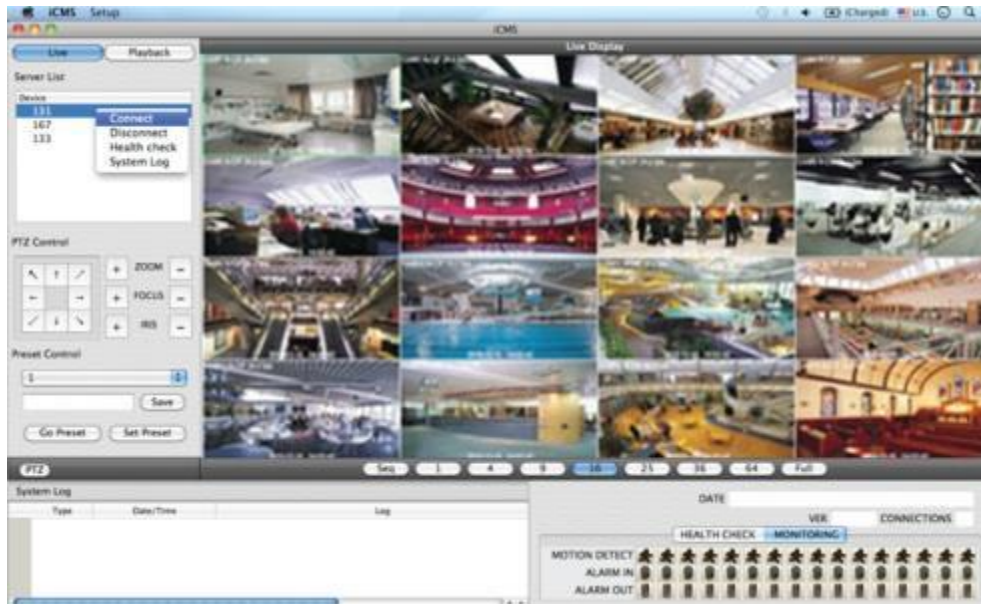 iCMS Setup
(Charged) U.S.
iCMS
Live Playback
Live Display
Server List
Device
131
167
133
Connect
Disconnect
Health check
System Log
PTZ Control
+ ZOOM −
+ FOCUS −
+ IRIS −
Preset Control
1
Save
Go Preset Set Preset
PTZ
Seq 1 4 9 16 25 36 64 Full
System Log
Type Date/Time Log
DATE
VER CONNECTIONS
HEALTH CHECK MONITORING
MOTION DETECT
ALARM IN
ALARM OUT